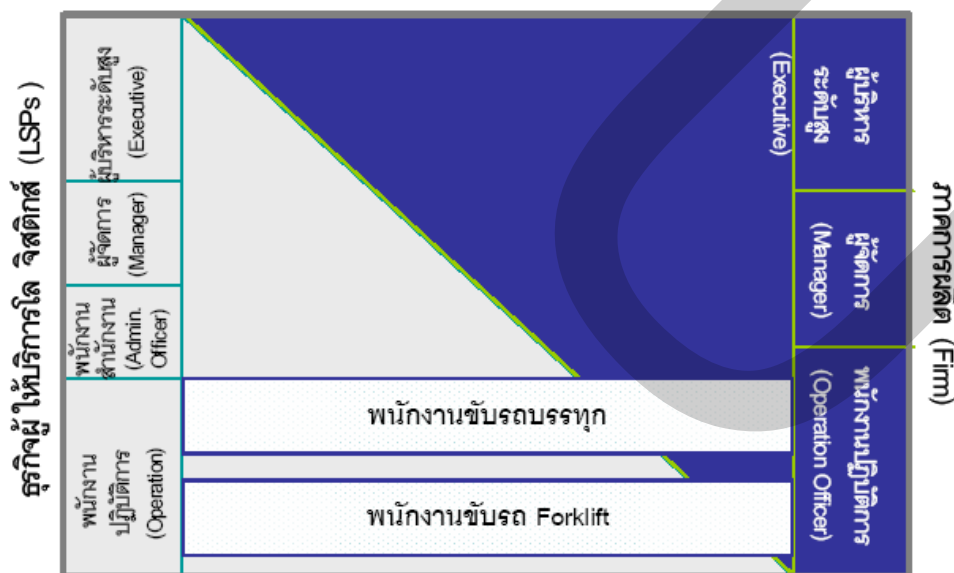 ธุรกิจผู้ให้บริการโลจิสติกส์ (LSPs)
ผู้บริหารระดับสูง
(Executive)
ผู้จัดการ
(Manager)
พนักงาน
สำนักงาน
(Admin.
Officer)
พนักงาน
ปฏิบัติการ
(Operation)
พนักงานขับรถบรรทุก
พนักงานขับรถ Forklift
ผู้บริหาร
ระดับสูง
(Executive)
ผู้จัดการ
(Manager)
พนักงานปฏิบัติการ
(Operation Officer)
ภาคการผลิต (Firm)